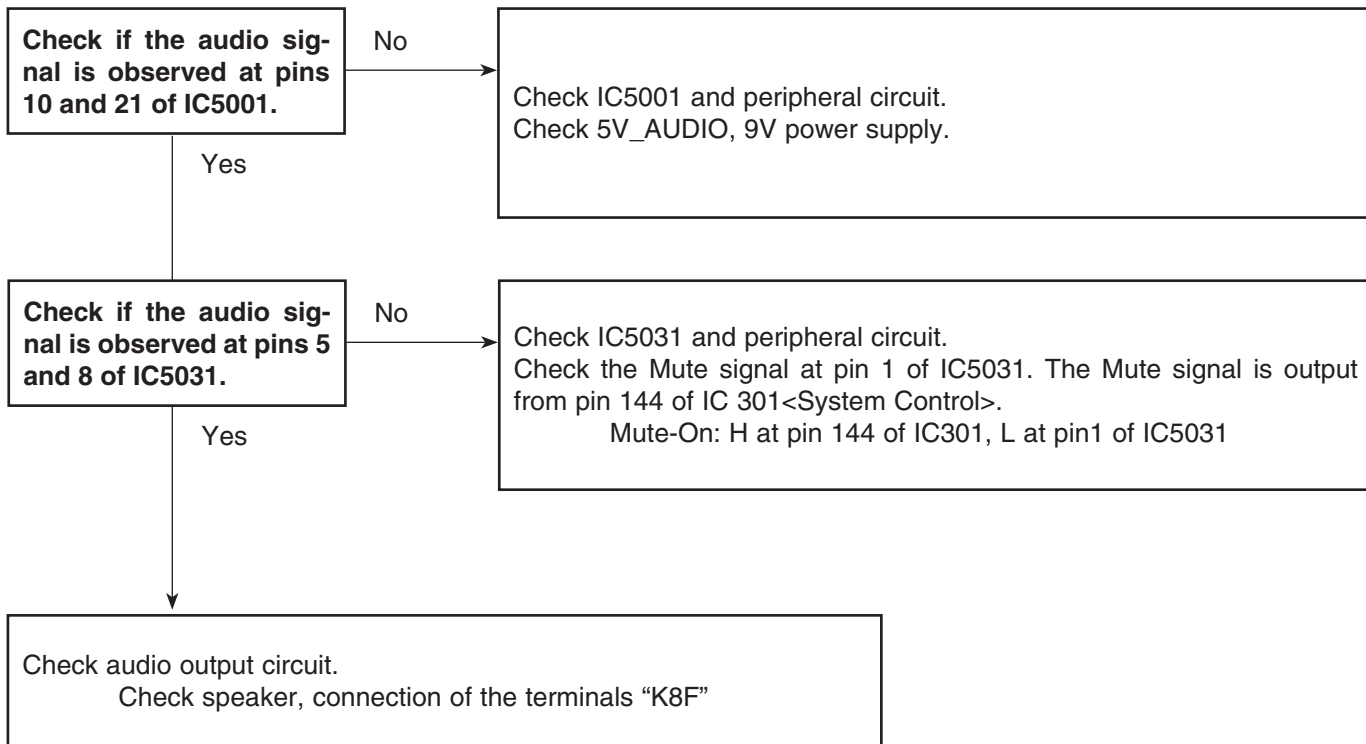 Check if the audio sig-
nal is observed at pins
10 and 21 of IC5001.
No
Check IC5001 and peripheral circuit.
Check 5V_AUDIO, 9V power supply.
Yes
Check if the audio sig-
nal is observed at pins 5
and 8 of IC5031.
No
Check IC5031 and peripheral circuit.
Check the Mute signal at pin 1 of IC5031. The Mute signal is output
from pin 144 of IC 301<System Control>.
Mute-On: H at pin 144 of IC301, L at pin1 of IC5031
Yes
Check audio output circuit.
Check speaker, connection of the terminals “K8F”